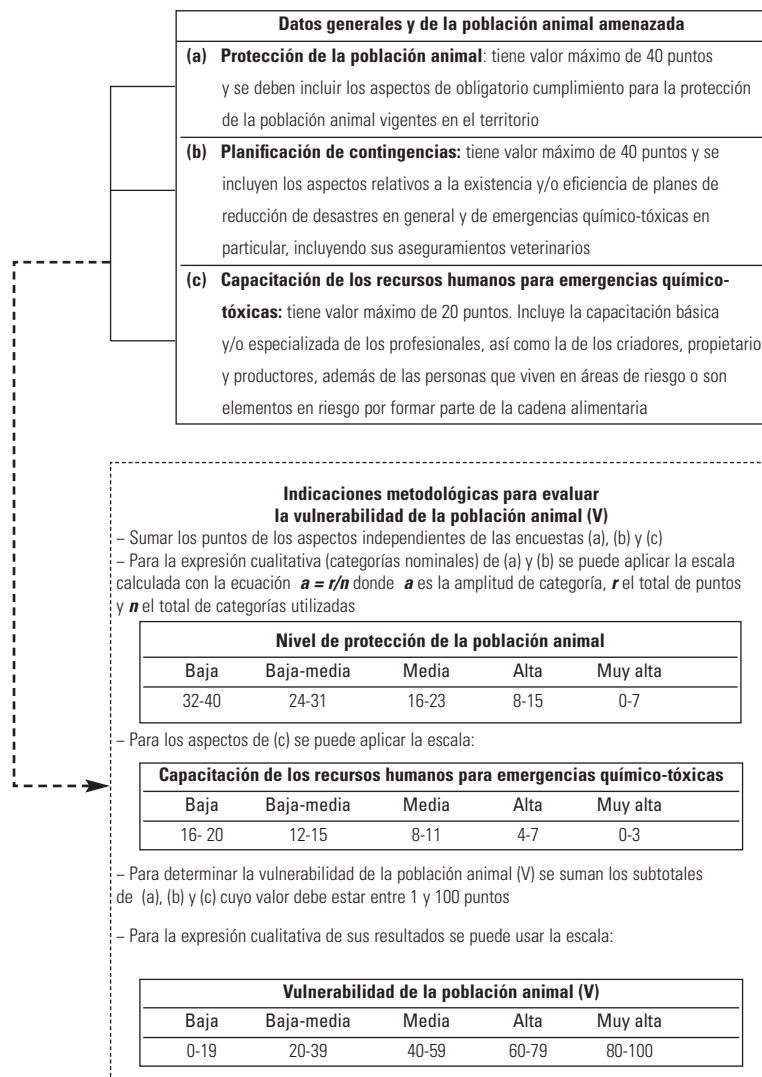 Datos generales y de la población animal amenazada
(a) Protección de la población animal: tiene valor máximo de 40 puntos
y se deben incluir los aspectos de obligatorio cumplimiento para la protección
de la población animal vigentes en el territorio
(b) Planificación de contingencias: tiene valor máximo de 40 puntos y se
incluyen los aspectos relativos a la existencia y/o eficiencia de planes de
reducción de desastres en general y de emergencias químico-tóxicas en
particular, incluyendo sus aseguramientos veterinarios
(c) Capacitación de los recursos humanos para emergencias químico-
tóxicas: tiene valor máximo de 20 puntos. Incluye la capacitación básica
y/o especializada de los profesionales, así como la de los criadores, propietario
y productores, además de las personas que viven en áreas de riesgo o son
elementos en riesgo por formar parte de la cadena alimentaria
Indicaciones metodológicas para evaluar
la vulnerabilidad de la población animal (V)
– Sumar los puntos de los aspectos independientes de las encuestas (a), (b) y (c)
– Para la expresión cualitativa (categorías nominales) de (a) y (b) se puede aplicar la escala
calculada con la ecuación a = r/n donde a es la amplitud de categoría, r el total de puntos
y n el total de categorías utilizadas
Nivel de protección de la población animal
Baja Baja-media Media Alta Muy alta
32-40 24-31 16-23 8-15 0-7
– Para los aspectos de (c) se puede aplicar la escala:
Capacitación de los recursos humanos para emergencias químico-tóxicas
Baja Baja-media Media Alta Muy alta
16- 20 12-15 8-11 4-7 0-3
– Para determinar la vulnerabilidad de la población animal (V) se suman los subtotales
de (a), (b) y (c) cuyo valor debe estar entre 1 y 100 puntos
– Para la expresión cualitativa de sus resultados se puede usar la escala:
Vulnerabilidad de la población animal (V)
Baja Baja-media Media Alta Muy alta
0-19 20-39 40-59 60-79 80-100